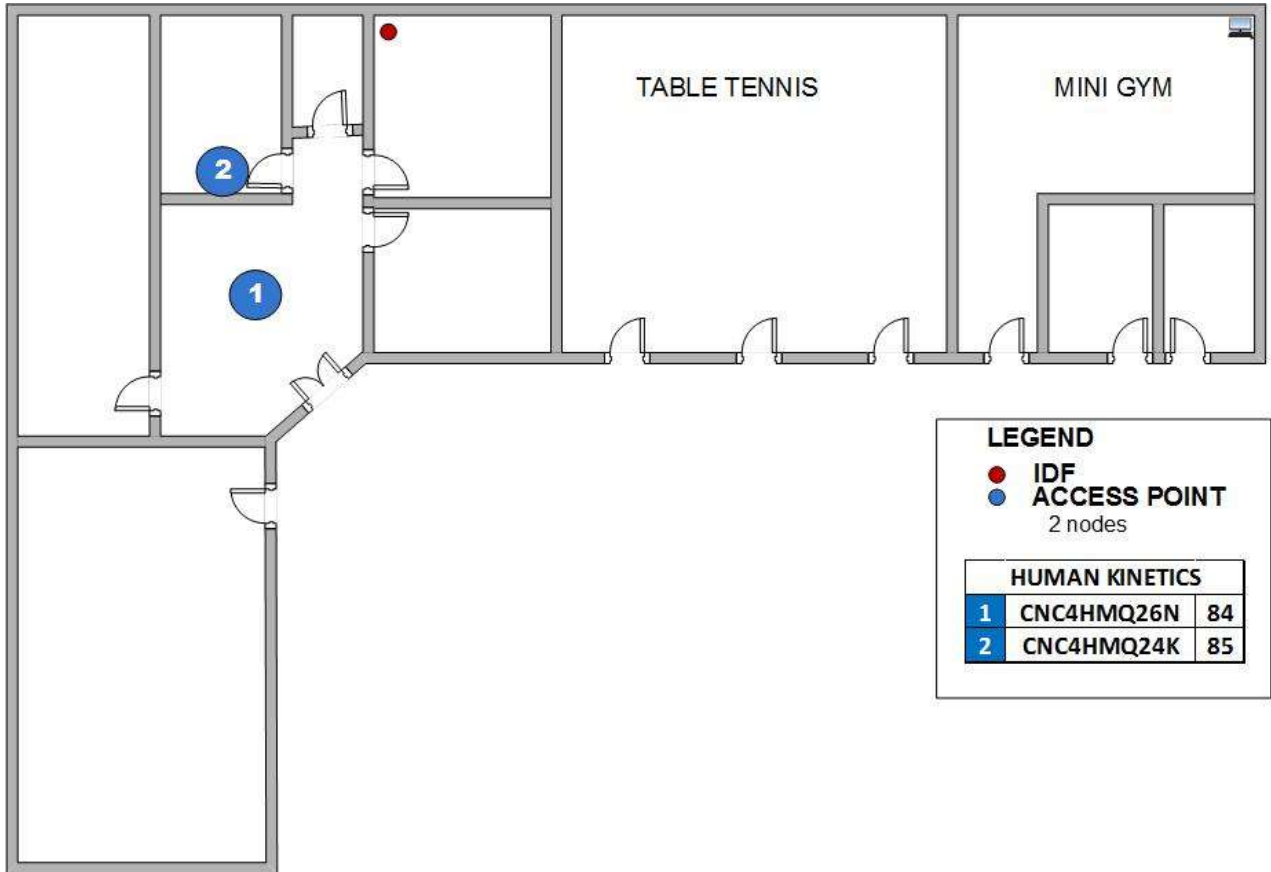 TABLE TENNIS
MINI GYM
2
1
LEGEND
IDF
ACCESS POINT
2 nodes
HUMAN KINETICS
1 CNC4HMQ26N 84
2 CNC4HMQ24K 85